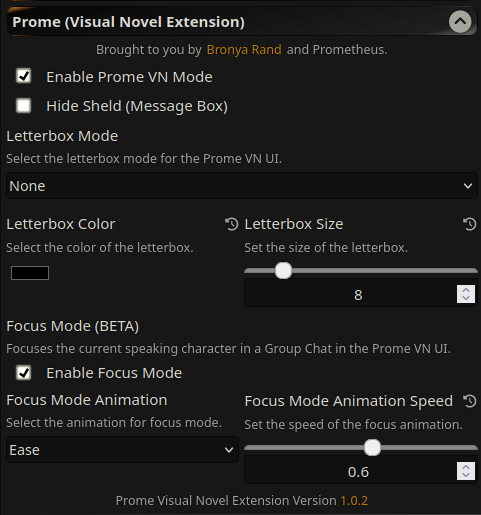 Prome (Visual Novel Extension)
Brought to you by Bronya Rand and Prometheus.
Enable Prome VN Mode
Hide Sheld (Message Box)
Letterbox Mode
Select the letterbox mode for the Prome VN UI.
None
Letterbox Color
Select the color of the letterbox.
Letterbox Size
Set the size of the letterbox.
8
Focus Mode (BETA)
Focuses the current speaking character in a Group Chat in the Prome VN UI.
Enable Focus Mode
Focus Mode Animation
Select the animation for focus mode.
Ease
Focus Mode Animation Speed
Set the speed of the focus animation.
0.6
Prome Visual Novel Extension Version 1.0.2